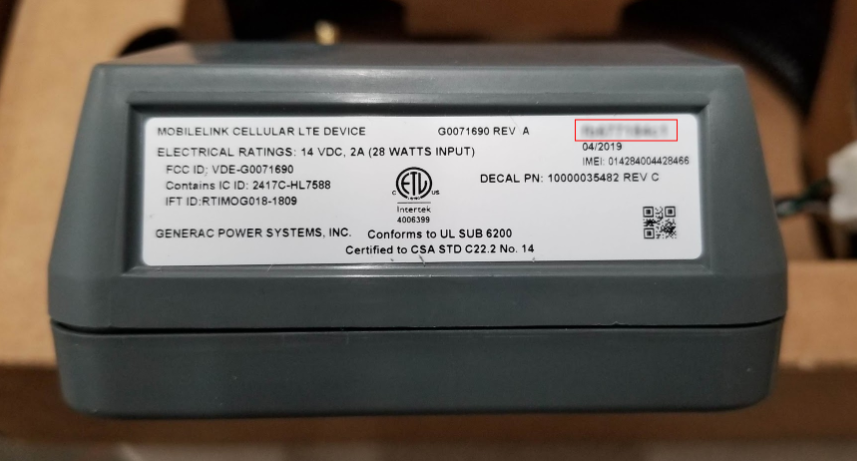 MOBILELINK CELLULAR LTE DEVICE G0071690 REV A
04/2019
ELECTRICAL RATINGS: 14 VDC, 2A (28 WATTS INPUT)
IMEI: 014284004428466
FCC ID: VDE-G0071690
DECAL PN: 10000035482 REV C
Contains IC ID: 2417C-HL7588
IFT ID:RTIMOG018-1809
C ETL US
Intertek
4006399
GENERAC POWER SYSTEMS, INC. Conforms to UL SUB 6200
Certified to CSA STD C22.2 No. 14